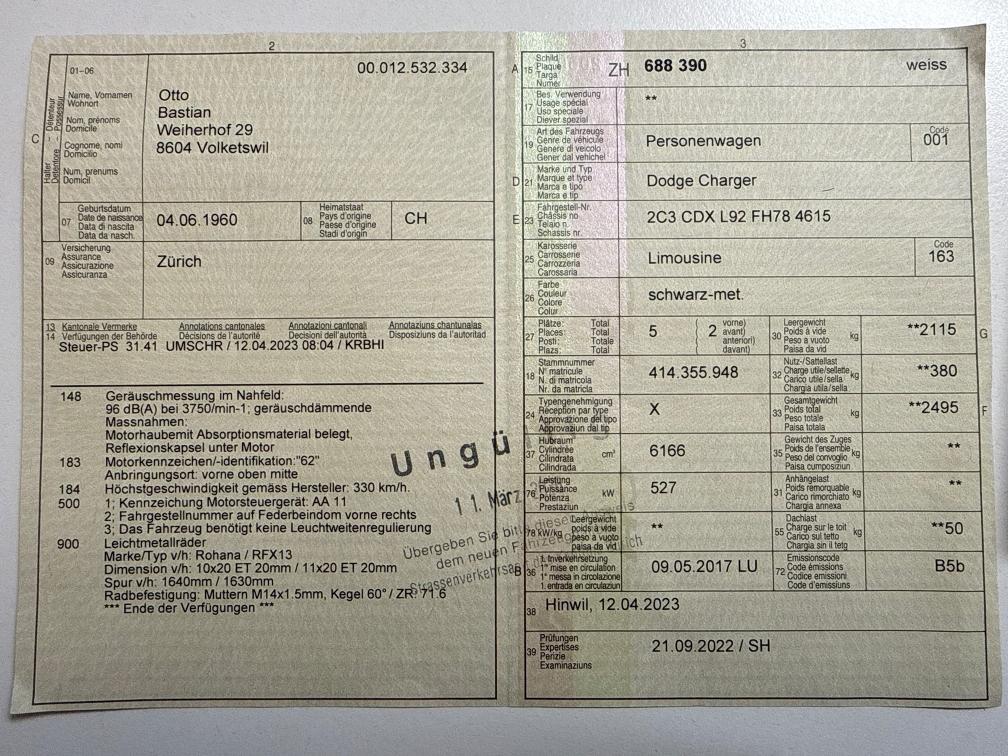 2
01-06
00.012.532.334
C
Halter Détenteur
Detentore Possessur
Name, Vornamen
Wohnort
Nom, prénoms
Domicile
Cognome, nomi
Domicilio
Num, prenums
Domicil
Otto
Bastian
Weiherhof 29
8604 Volketswil
07
Geburtsdatum
Date de naissance
Data di nascita
Data da nasch.
04.06.1960
08
Heimatstaat
Pays d'origine
Paese d'origine
Stadi d'origin
CH
09
Versicherung
Assurance
Assicurazione
Assicuranza
Zürich
13 Kantonale Vermerke Annotations cantonales Annotazioni cantonali Annotaziuns chantunalas
14 Verfügungen der Behörde Décisions de l'autorité Decisioni dell'autorità Disposiziuns da l'autoritad
Steuer-PS 31.41 UMSCHR / 12.04.2023 08:04 / KRBHI
148 Geräuschmessung im Nahfeld:
96 dB(A) bei 3750/min-1; geräuschdämmende
Massnahmen:
Motorhaubemit Absorptionsmaterial belegt,
Reflexionskapsel unter Motor
183 Motorkennzeichen/-identifikation:"62"
Anbringungsort: vorne oben mitte
184 Höchstgeschwindigkeit gemäss Hersteller: 330 km/h.
500 1; Kennzeichung Motorsteuergerät: AA 11
2; Fahrgestellnummer auf Federbeindom vorne rechts
3; Das Fahrzeug benötigt keine Leuchtweitenregulierung
900 Leichtmetallräder
Marke/Typ v/h: Rohana / RFX13
Dimension v/h: 10x20 ET 20mm / 11x20 ET 20mm
Spur v/h: 1640mm / 1630mm
Radbefestigung: Muttern M14x1.5mm, Kegel 60° / ZR: 71.6
*** Ende der Verfügungen ***
Ungü
11. März
Übergeben Sie bitte diesen
dem neuen
Strassenverkehrsa
3
A 15
Schild
Plaque
Targa
Numer
ZH 688 390 weiss
17
Bes. Verwendung
Usage spécial
Uso speciale
Diever spezial
**
19
Art des Fahrzeugs
Genre de véhicule
Genere di veicolo
Gener dal vehichel
Personenwagen
Code
001
D 21
Marke und Typ
Marque et type
Marca e tipo
Marca e tip
Dodge Charger
E 23
Fahrgestell-Nr.
Châssis no
Telaio n.
Schassis nr.
2C3 CDX L92 FH78 4615
25
Karosserie
Carrosserie
Carrozzeria
Carossaria
Limousine
Code
163
26
Farbe
Couleur
Colore
Colur
schwarz-met.
27
Plätze: Total
Places: Total
Posti: Totale
Plazs: Total
5
2
vorne)
avant)
anteriori)
davant)
30
Leergewicht
Poids à vide
Peso a vuoto
Paisa da vid
kg
**2115
G
18
Stammnummer
N° matricule
N. di matricola
Nr. da matricla
414.355.948
32
Nutz-/Sattellast
Charge utile/sellette
Carico utile/sella
Chargia utila/sella
kg
**380
24
Typengenehmigung
Réception par type
Approvazione del tipo
Approvaziun dal tip
X
33
Gesamtgewicht
Poids total
Peso totale
Paisa totala
kg
**2495
F
37
Hubraum
Cylindrée
Cilindrata
Cilindrada
cm³
6166
35
Gewicht des Zuges
Poids de l'ensemble
Peso del convoglio
Paisa cumposiziun
kg
**
76
Leistung
Puissance
Potenza
Prestaziun
kW
527
31
Anhängelast
Poids remorquable
Carico rimorchiato
Chargia annexa
kg
**
78 kW/kg
Leergewicht
poids à vide
peso a vuoto
paisa da vid
**
55
Dachlast
Charge sur le toit
Carico sul tetto
Chargia sin il tetg
kg
**50
B 36
1. Inverkehrsetzung
1re mise en circulation
1a messa in circolazione
1. entrada en circulaziun
09.05.2017 LU
72
Emissionscode
Code émissions
Codice emissioni
Code d'emissiuns
B5b
38
Hinwil, 12.04.2023
39
Prüfungen
Expertises
Perizie
Examinaziuns
21.09.2022 / SH